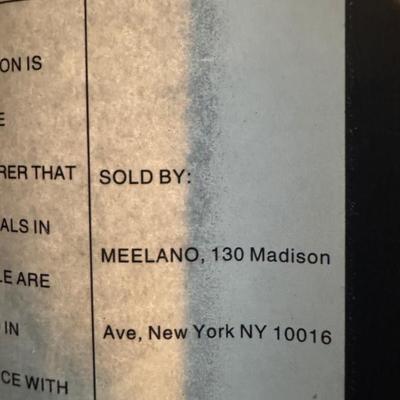 ON IS
E
RER THAT
ALS IN
LE ARE
IN
CE WITH
SOLD BY:
MEELANO, 130 Madison
Ave, New York NY 10016